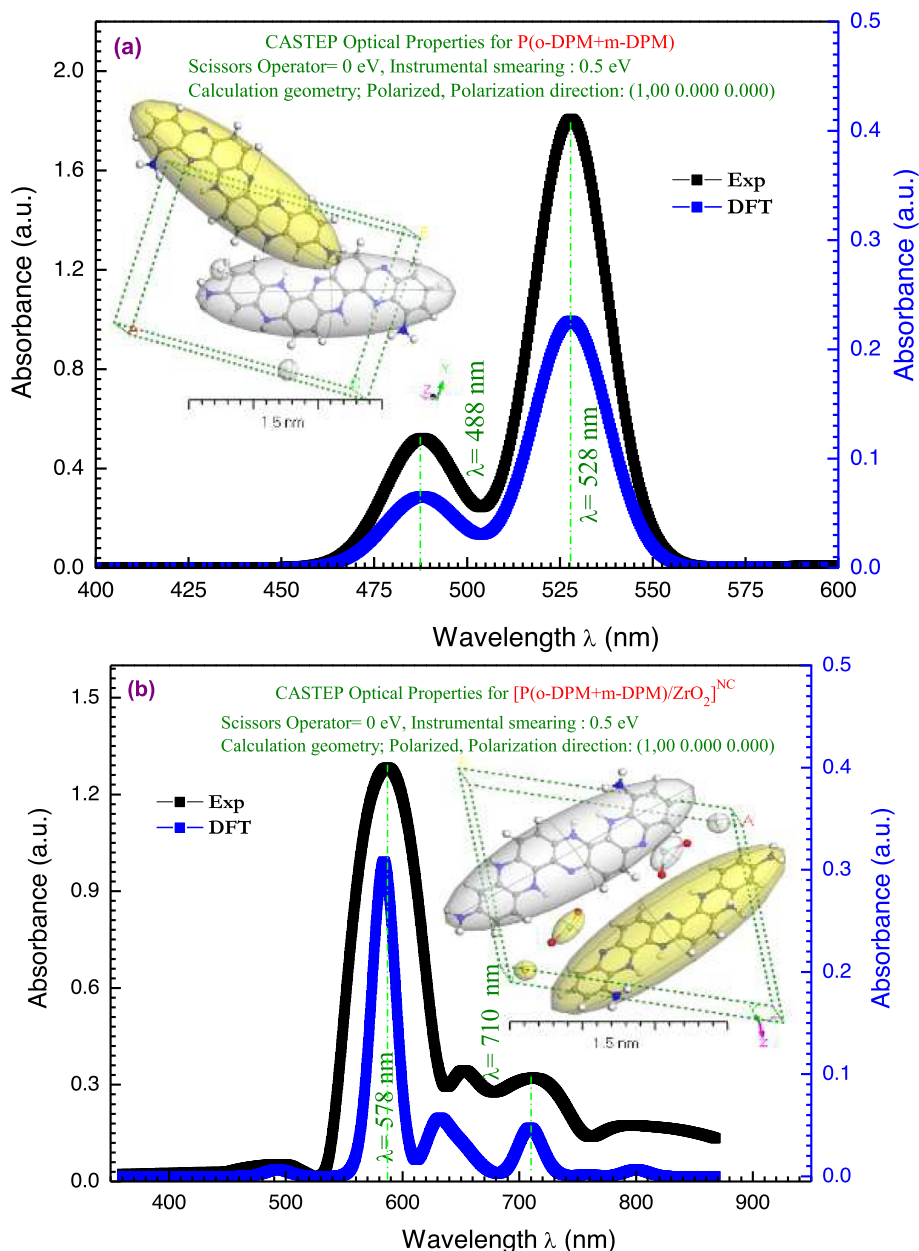 (a)
CASTEP Optical Properties for P(o-DPM+m-DPM)
Scissors Operator= 0 eV, Instrumental smearing : 0.5 eV
Calculation geometry; Polarized, Polarization direction: (1,00 0.000 0.000)
Exp
DFT
2.0
1.6
1.2
0.8
0.4
0.0
Absorbance (a.u.)
0.5
0.4
0.3
0.2
0.1
0.0
Absorbance (a.u.)
A
Z
Y
1.5 nm
λ= 488 nm
λ= 528 nm
400 425 450 475 500 525 550 575 600
Wavelength λ (nm)
(b)
CASTEP Optical Properties for [P(o-DPM+m-DPM)/ZrO₂]ᴺᶜ
Scissors Operator= 0 eV, Instrumental smearing : 0.5 eV
Calculation geometry; Polarized, Polarization direction: (1,00 0.000 0.000)
Exp
DFT
1.5
1.2
0.9
0.6
0.3
0.0
Absorbance (a.u.)
0.5
0.4
0.3
0.2
0.1
0.0
Absorbance (a.u.)
A
Z
1.5 nm
λ= 578 nm
λ= 710 nm
400 500 600 700 800 900
Wavelength λ (nm)